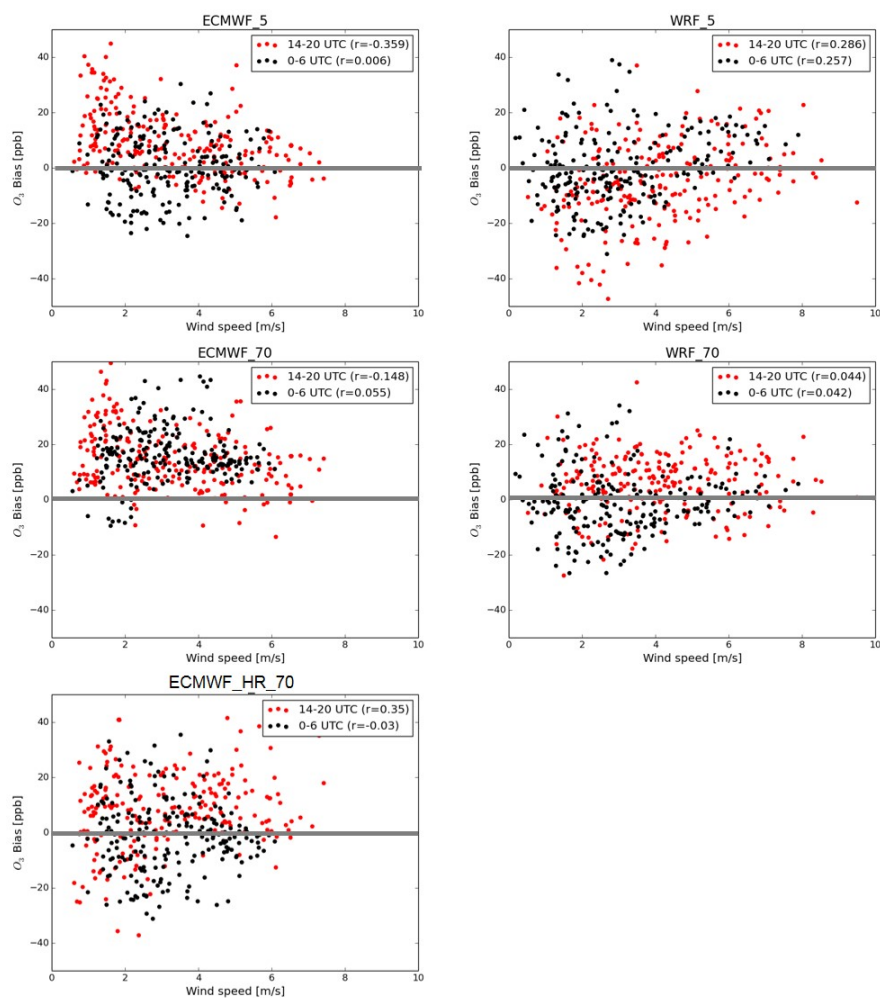 ECMWF_5
14-20 UTC (r=-0.359)
0-6 UTC (r=0.006)
40
20
0
−20
−40
O₃ Bias [ppb]
0 2 4 6 8 10
Wind speed [m/s]
WRF_5
14-20 UTC (r=0.286)
0-6 UTC (r=0.257)
40
20
0
−20
−40
O₃ Bias [ppb]
0 2 4 6 8 10
Wind speed [m/s]
ECMWF_70
14-20 UTC (r=-0.148)
0-6 UTC (r=0.055)
40
20
0
−20
−40
O₃ Bias [ppb]
0 2 4 6 8 10
Wind speed [m/s]
WRF_70
14-20 UTC (r=0.044)
0-6 UTC (r=0.042)
40
20
0
−20
−40
O₃ Bias [ppb]
0 2 4 6 8 10
Wind speed [m/s]
ECMWF_HR_70
14-20 UTC (r=0.35)
0-6 UTC (r=-0.03)
40
20
0
−20
−40
O₃ Bias [ppb]
0 2 4 6 8 10
Wind speed [m/s]